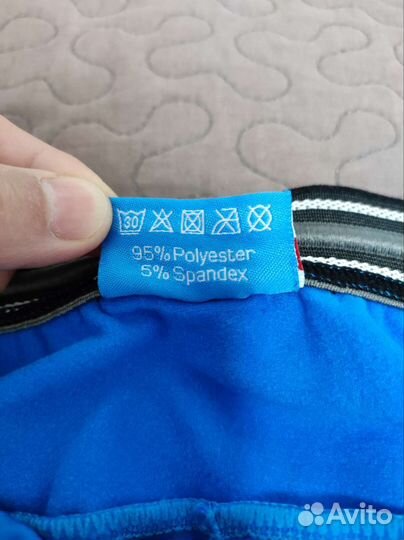 30
95% Polyester
5% Spandex
Avito